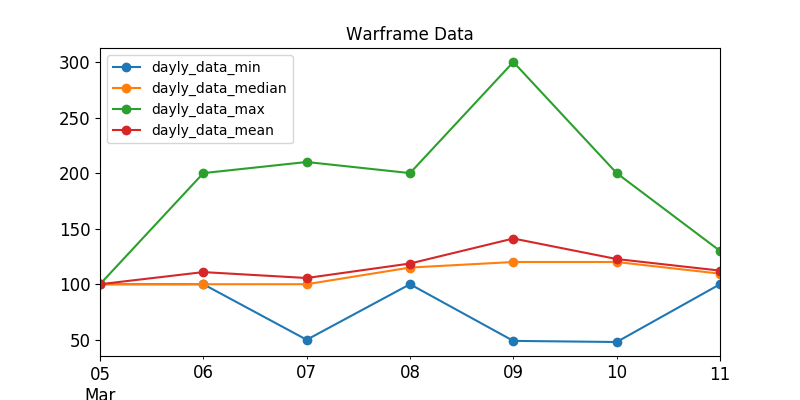 Warframe Data
dayly_data_min
dayly_data_median
dayly_data_max
dayly_data_mean
300
250
200
150
100
50
05 06 07 08 09 10 11
Mar